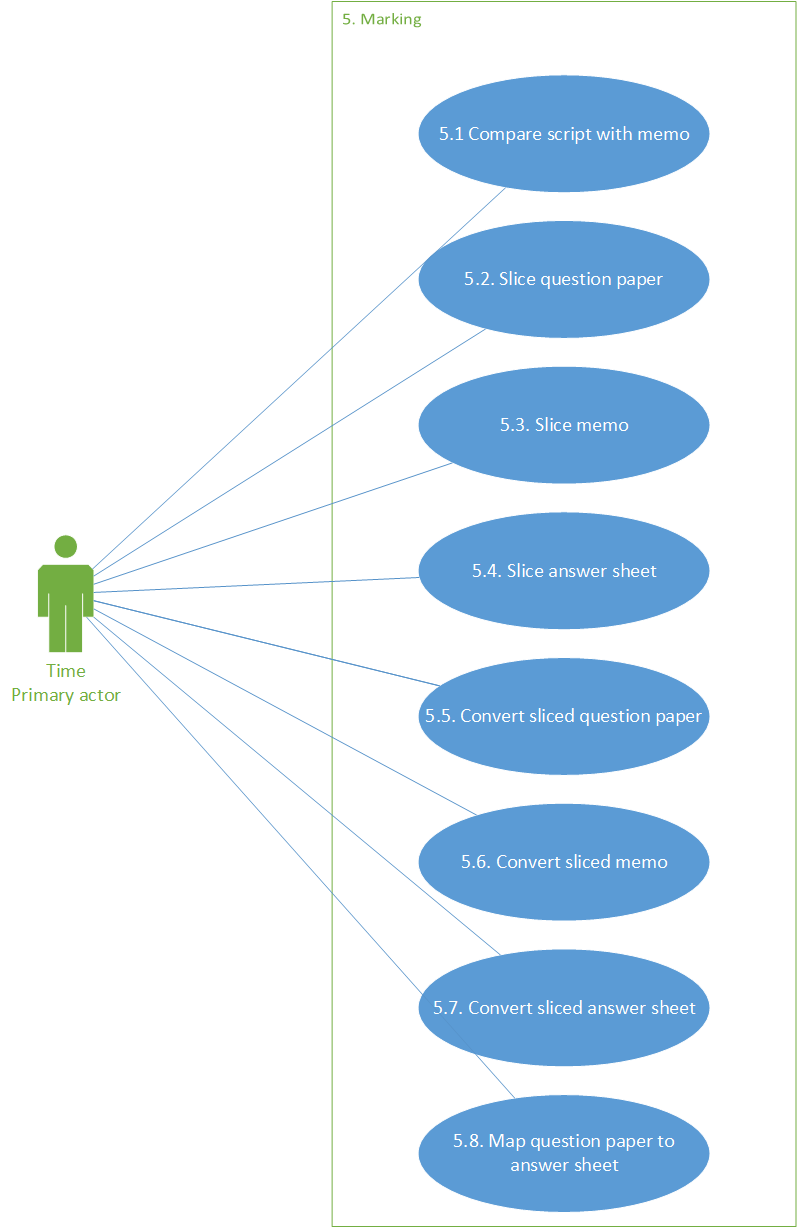 5. Marking
5.1 Compare script with memo
5.2. Slice question paper
5.3. Slice memo
5.4. Slice answer sheet
Time
Primary actor
5.5. Convert sliced question paper
5.6. Convert sliced memo
5.7. Convert sliced answer sheet
5.8. Map question paper to
answer sheet